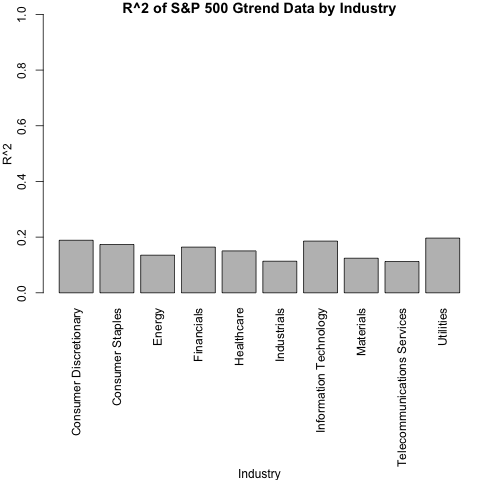 R^2 of S&P 500 Gtrend Data by Industry
R^2
1.0
0.8
0.6
0.4
0.2
0.0
Consumer Discretionary
Consumer Staples
Energy
Financials
Healthcare
Industrials
Information Technology
Materials
Telecommunications Services
Utilities
Industry